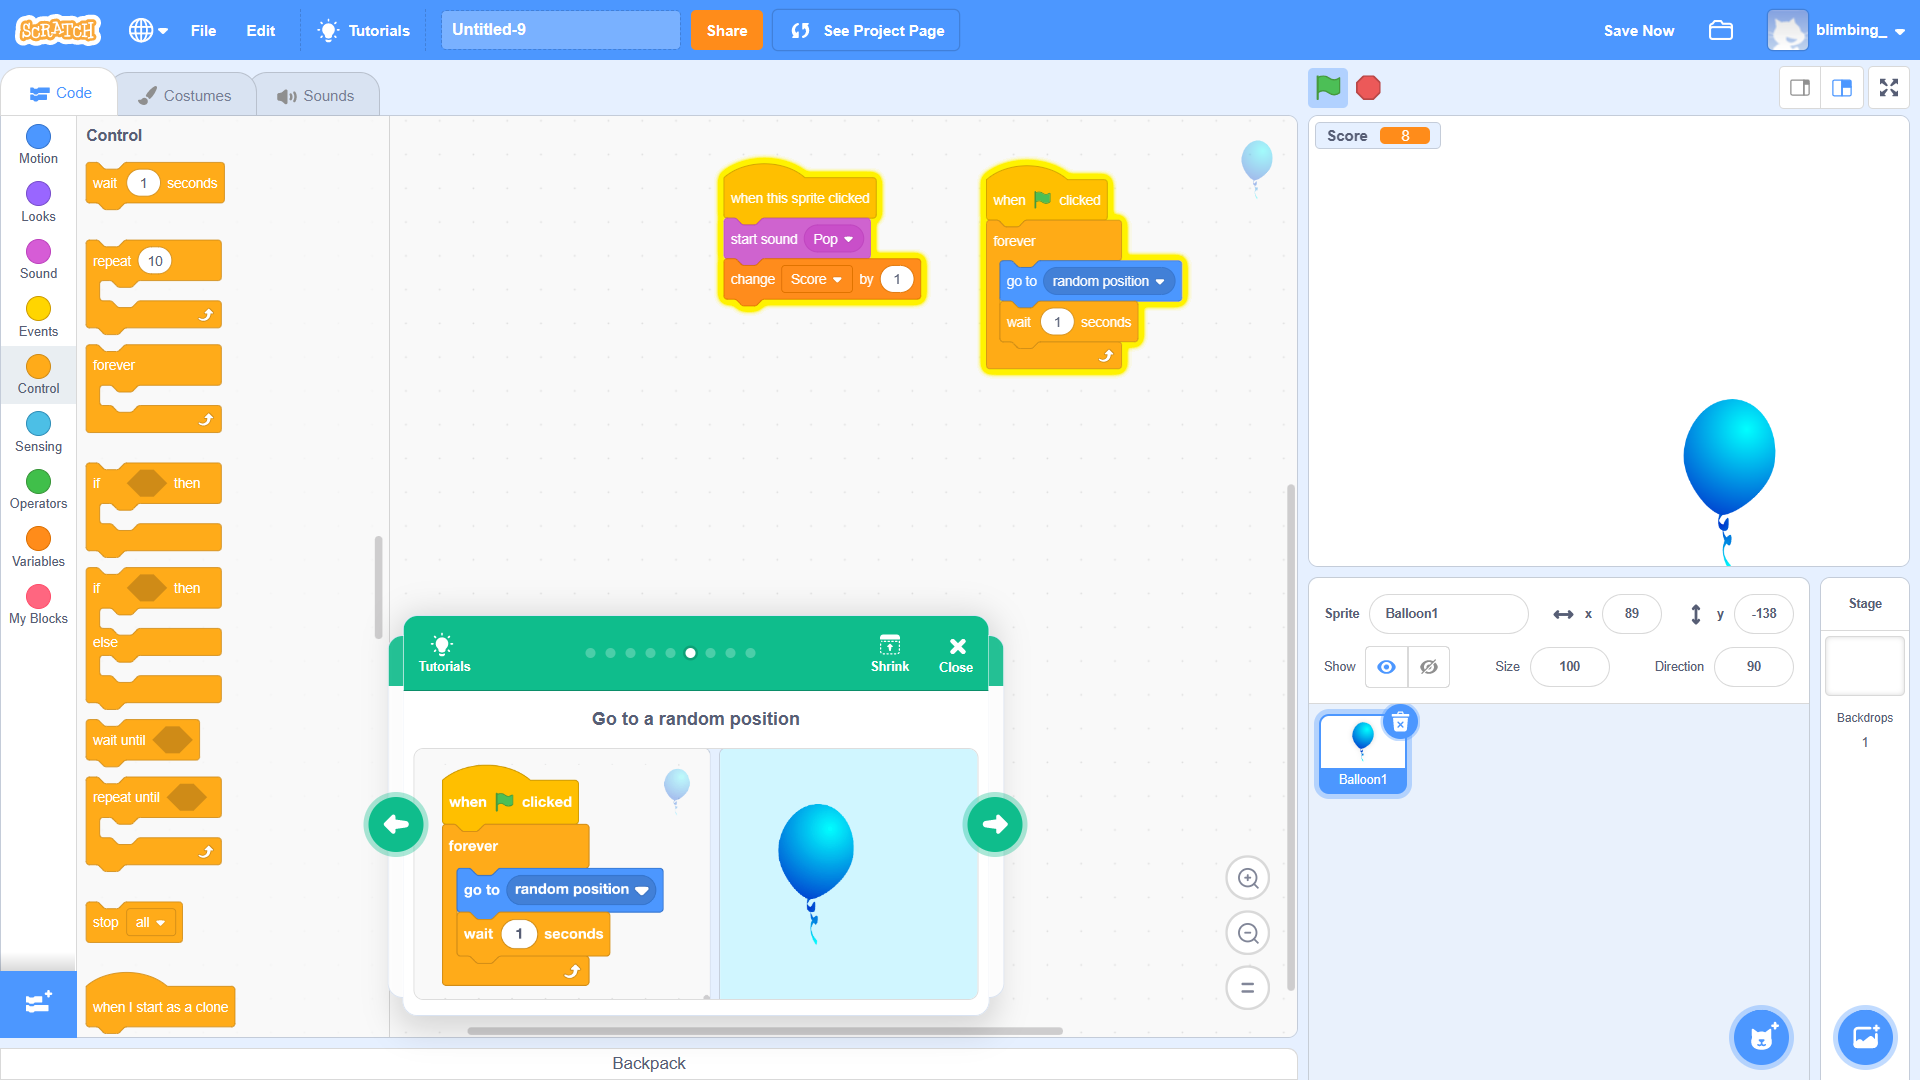 SCRATCH
File
Edit
Tutorials
Untitled-9
Share
See Project Page
Save Now
blimbing_
Code
Costumes
Sounds
Motion
Looks
Sound
Events
Control
Sensing
Operators
Variables
My Blocks
Control
wait 1 seconds
repeat 10
forever
if then
if then
else
wait until
repeat until
stop all
when I start as a clone
when this sprite clicked
start sound Pop
change Score by 1
when clicked
forever
go to random position
wait 1 seconds
Tutorials
Shrink
Close
Go to a random position
when clicked
forever
go to random position
wait 1 seconds
Backpack
Score 8
Sprite Balloon1 x 89 y -138
Show Size 100 Direction 90
Balloon1
Stage
Backdrops
1